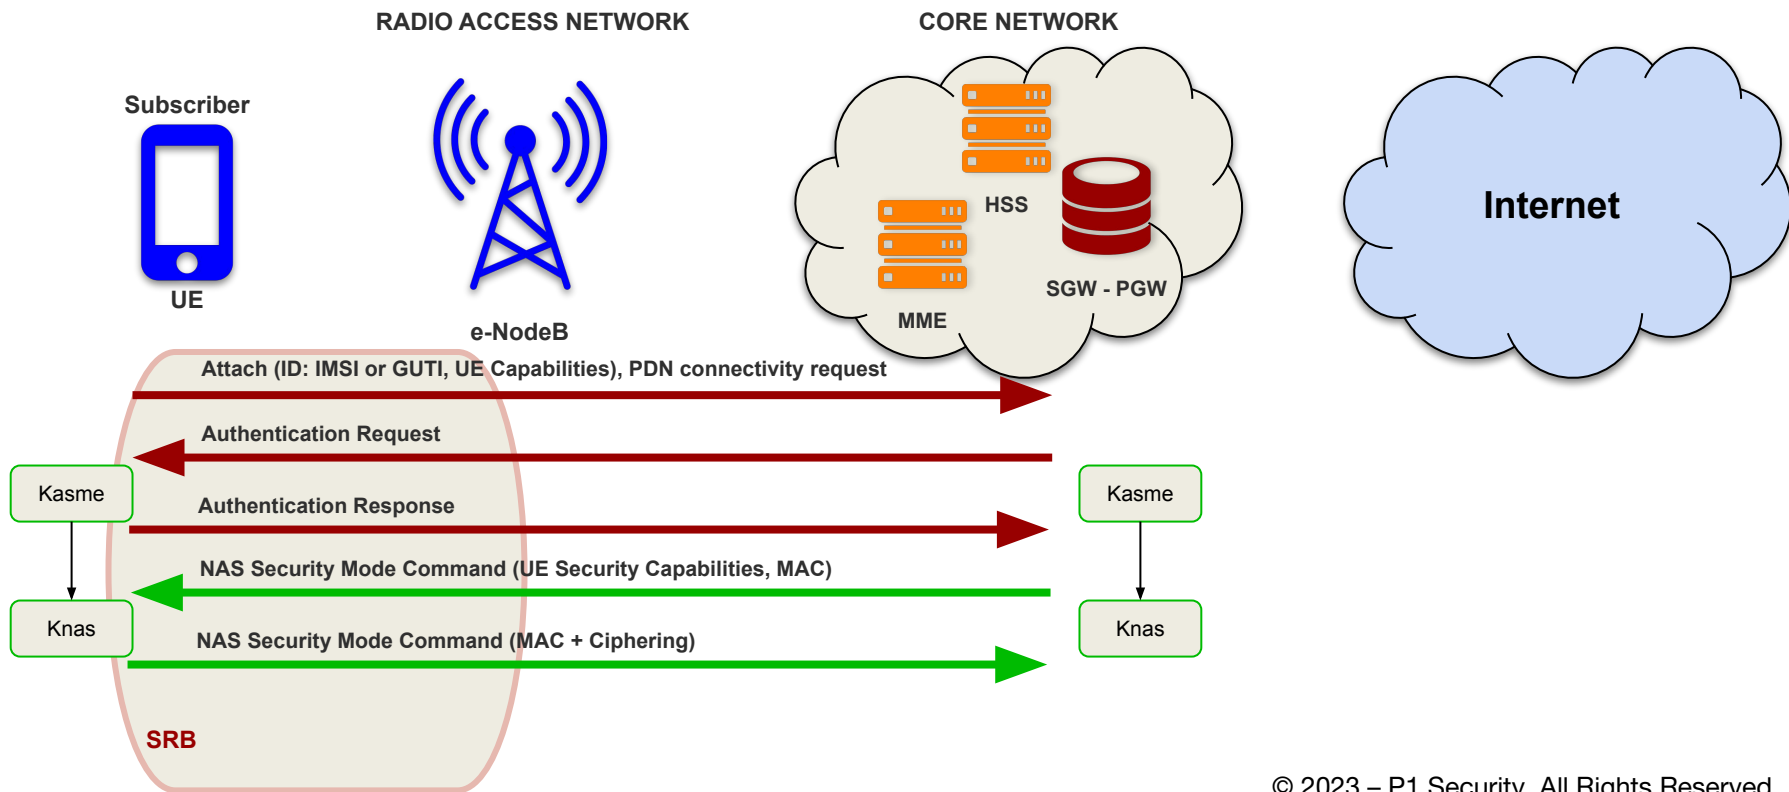 RADIO ACCESS NETWORK
CORE NETWORK
Subscriber
UE
e-NodeB
HSS
MME
SGW - PGW
Internet
Attach (ID: IMSI or GUTI, UE Capabilities), PDN connectivity request
Authentication Request
Kasme
Kasme
Authentication Response
NAS Security Mode Command (UE Security Capabilities, MAC)
Knas
Knas
NAS Security Mode Command (MAC + Ciphering)
SRB
© 2023 – P1 Security, All Rights Reserved